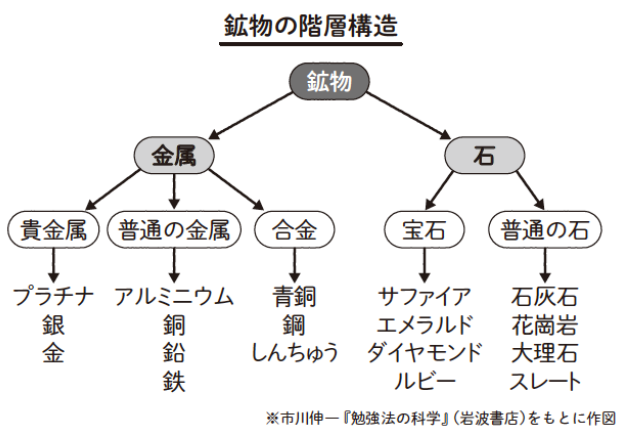 鉱物の階層構造
鉱物
金属
石
貴金属
普通の金属
合金
宝石
普通の石
プラチナ
銀
金
アルミニウム
銅
鉛
鉄
青銅
鋼
しんちゅう
サファイア
エメラルド
ダイヤモンド
ルビー
石灰石
花崗岩
大理石
スレート
※市川伸一『勉強法の科学』（岩波書店）をもとに作図